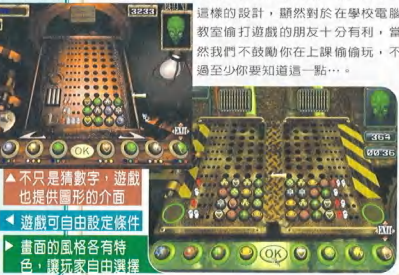 這樣的設計，顯然對於在學校電腦
教室偷打遊戲的朋友十分有利，當
然我們不鼓勵你在上課偷偷玩，不
過至少你要知道這一點…。
3233
OK
EXIT
364
00:36
OK
EXIT
▲不只是猜數字，遊戲
也提供圖形的介面
◀遊戲可自由設定條件
▶畫面的風格各有特
色，讓玩家自由選擇